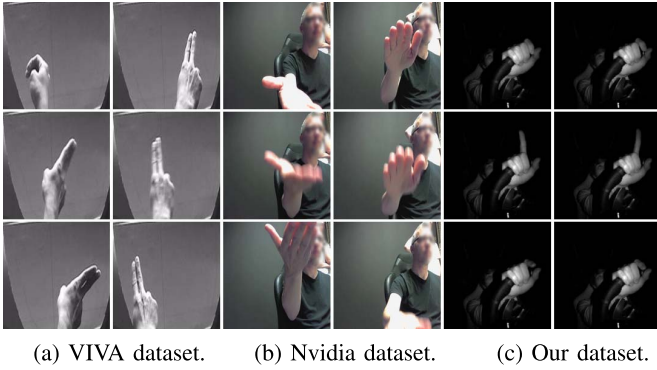 (a) VIVA dataset.
(b) Nvidia dataset.
(c) Our dataset.